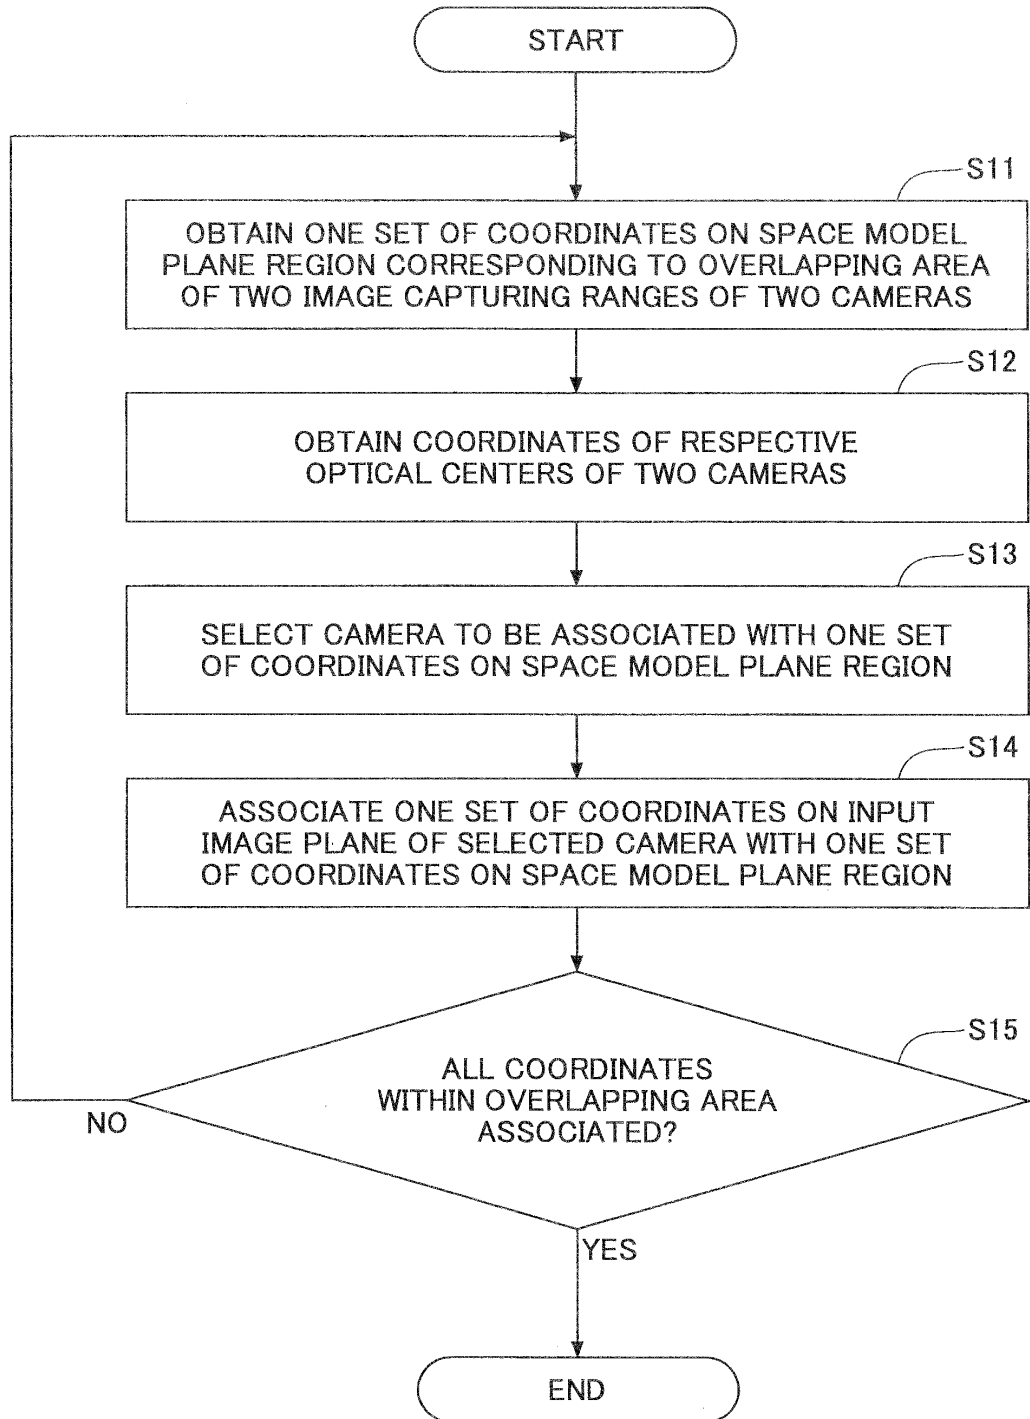 START
S11
OBTAIN ONE SET OF COORDINATES ON SPACE MODEL
PLANE REGION CORRESPONDING TO OVERLAPPING AREA
OF TWO IMAGE CAPTURING RANGES OF TWO CAMERAS
S12
OBTAIN COORDINATES OF RESPECTIVE
OPTICAL CENTERS OF TWO CAMERAS
S13
SELECT CAMERA TO BE ASSOCIATED WITH ONE SET
OF COORDINATES ON SPACE MODEL PLANE REGION
S14
ASSOCIATE ONE SET OF COORDINATES ON INPUT
IMAGE PLANE OF SELECTED CAMERA WITH ONE SET
OF COORDINATES ON SPACE MODEL PLANE REGION
S15
ALL COORDINATES
WITHIN OVERLAPPING AREA
ASSOCIATED?
NO
YES
END